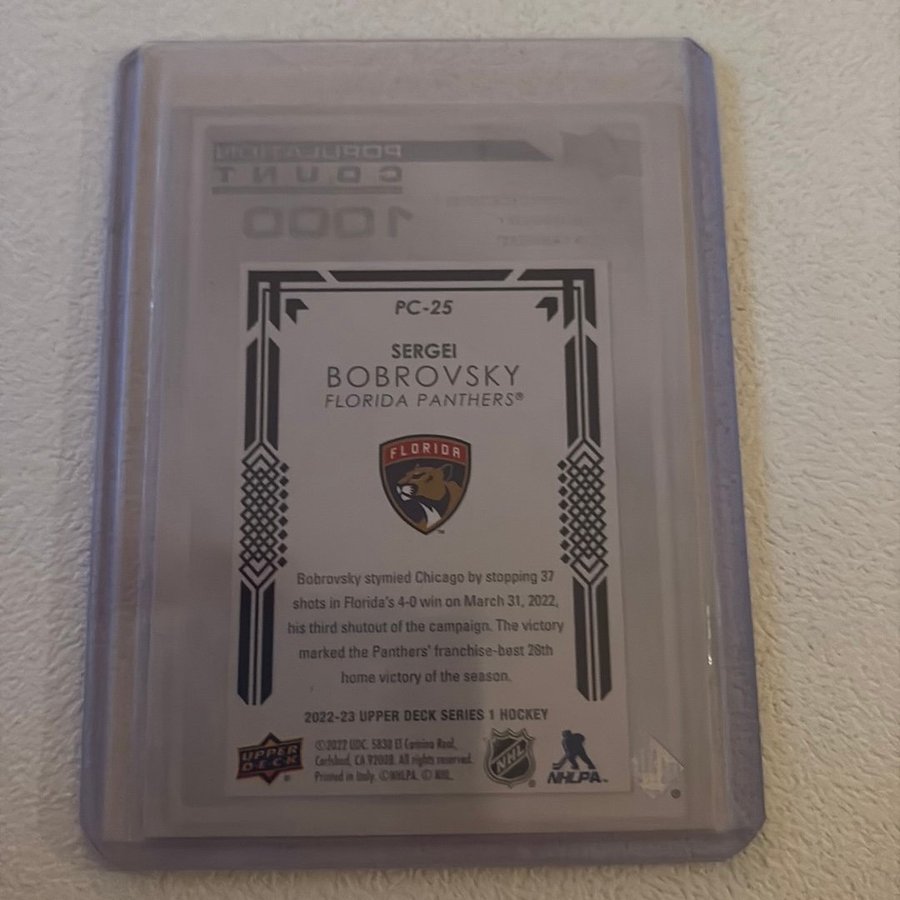 POPULATION
COUNT
1000
PC-25
SERGEI
BOBROVSKY
FLORIDA PANTHERS®
FLORIDA
Bobrovsky stymied Chicago by stopping 37
shots in Florida's 4-0 win on March 31, 2022,
his third shutout of the campaign. The victory
marked the Panthers' franchise-best 28th
home victory of the season.
2022-23 UPPER DECK SERIES 1 HOCKEY
UPPER
DECK
©2022 UDC. 5830 El Camino Real,
Carlsbad, CA 92008. All rights reserved.
Printed in Italy. ©NHLPA. © NHL.
NHL
NHLPA